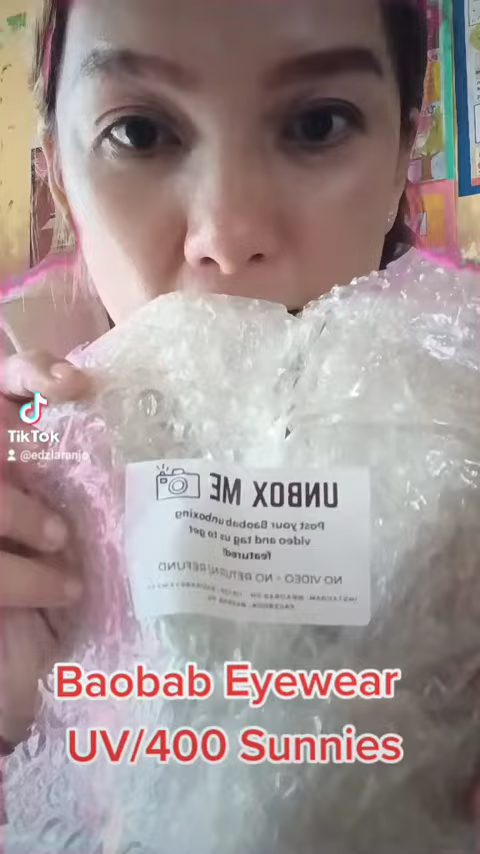 TikTok
@edziaranjo
UNBOX ME
Post your Baobab unboxing
video and tag us to get
featured!
NO VIDEO - NO RETURN/REFUND
Baobab Eyewear
UV/400 Sunnies